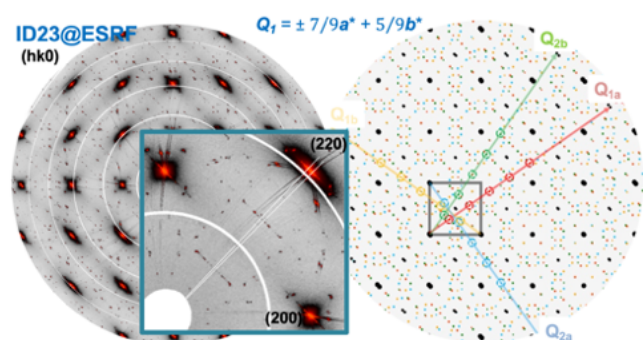 ID23@ESRF
(hk0)
Q1 = ± 7/9a* + 5/9b*
Q2b
Q1a
Q1b
(220)
(200)
Q2a